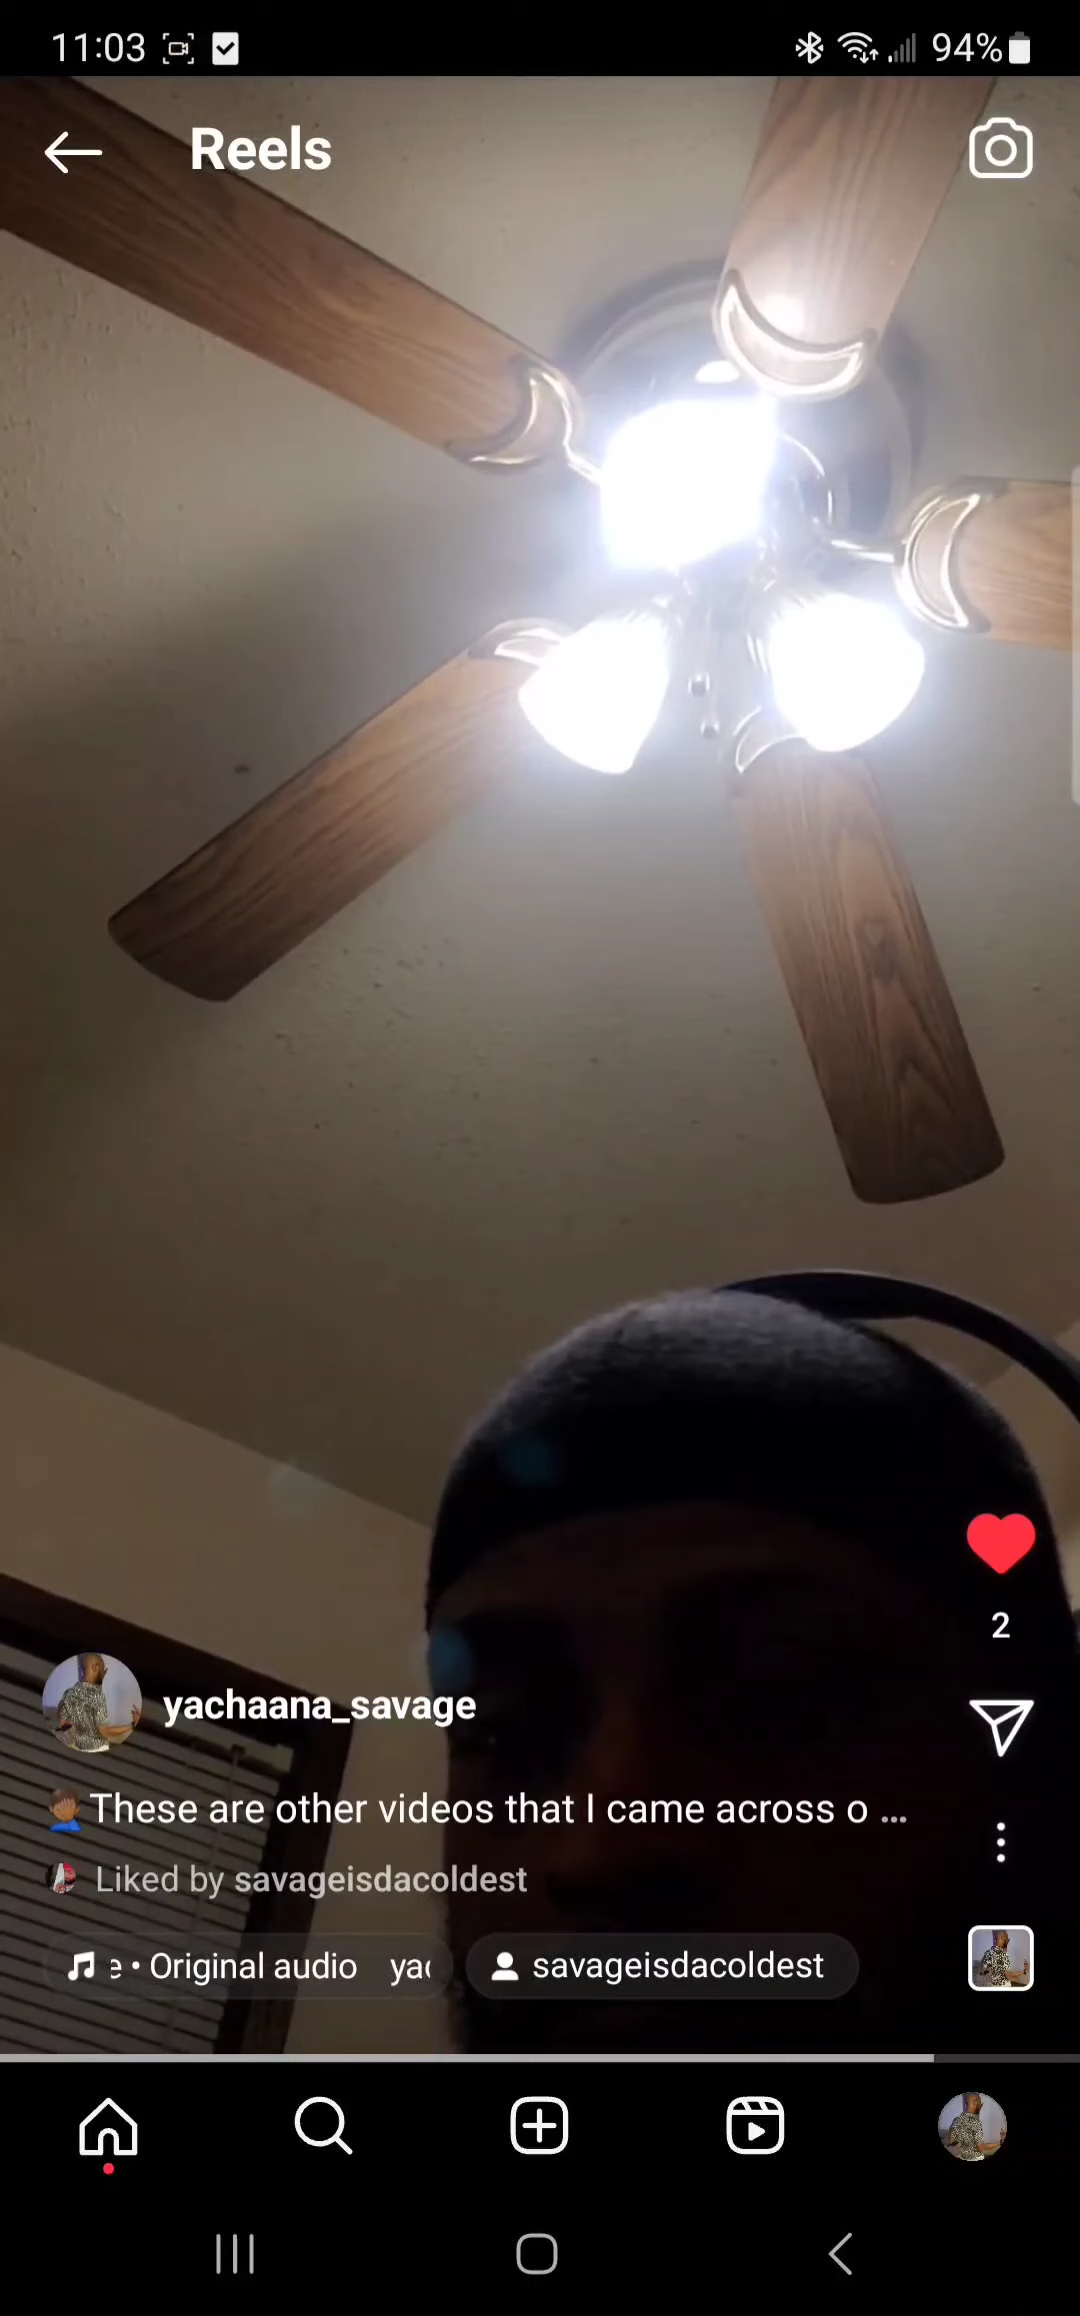 11:03
94%
Reels
2
yachaana_savage
These are other videos that I came across o ...
Liked by savageisdacoldest
e • Original audio yac
savageisdacoldest